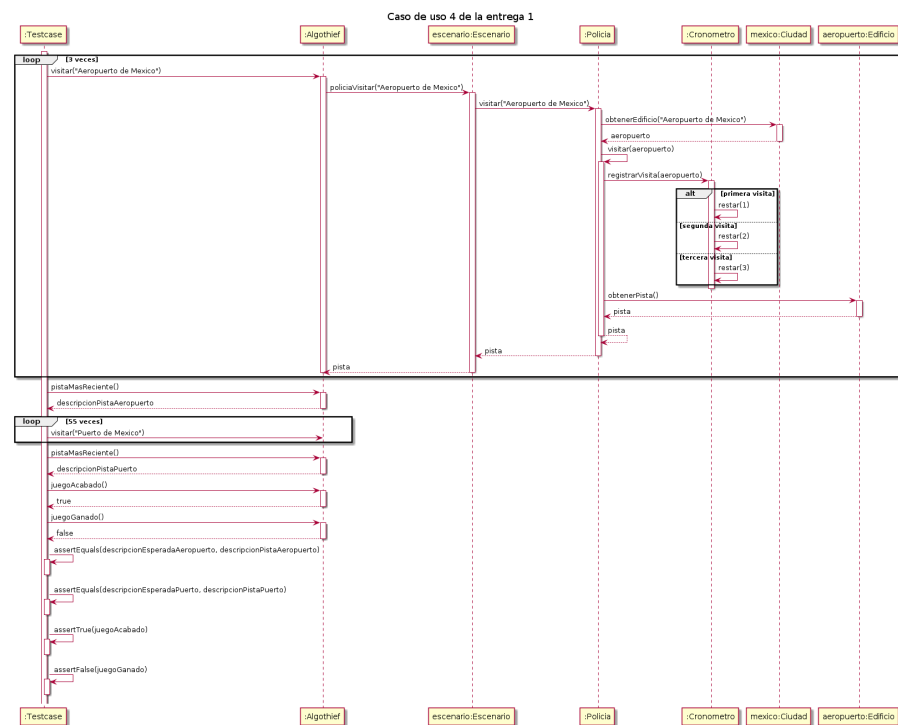 Caso de uso 4 de la entrega 1
:Testcase :Algothief escenario:Escenario :Policia :Cronometro mexico:Ciudad aeropuerto:Edificio
loop [3 veces]
visitar("Aeropuerto de Mexico")
policiaVisitar("Aeropuerto de Mexico")
visitar("Aeropuerto de Mexico")
obtenerEdificio("Aeropuerto de Mexico")
aeropuerto
visitar(aeropuerto)
registrarVisita(aeropuerto)
alt [primera visita]
restar(1)
[segunda visita]
restar(2)
[tercera visita]
restar(3)
obtenerPista()
pista
pista
pista
pista
pistaMasReciente()
descripcionPistaAeropuerto
loop [55 veces]
visitar("Puerto de Mexico")
pistaMasReciente()
descripcionPistaPuerto
juegoAcabado()
true
juegoGanado()
false
assertEquals(descripcionEsperadaAeropuerto, descripcionPistaAeropuerto)
assertEquals(descripcionEsperadaPuerto, descripcionPistaPuerto)
assertTrue(juegoAcabado)
assertFalse(juegoGanado)
:Testcase :Algothief escenario:Escenario :Policia :Cronometro mexico:Ciudad aeropuerto:Edificio